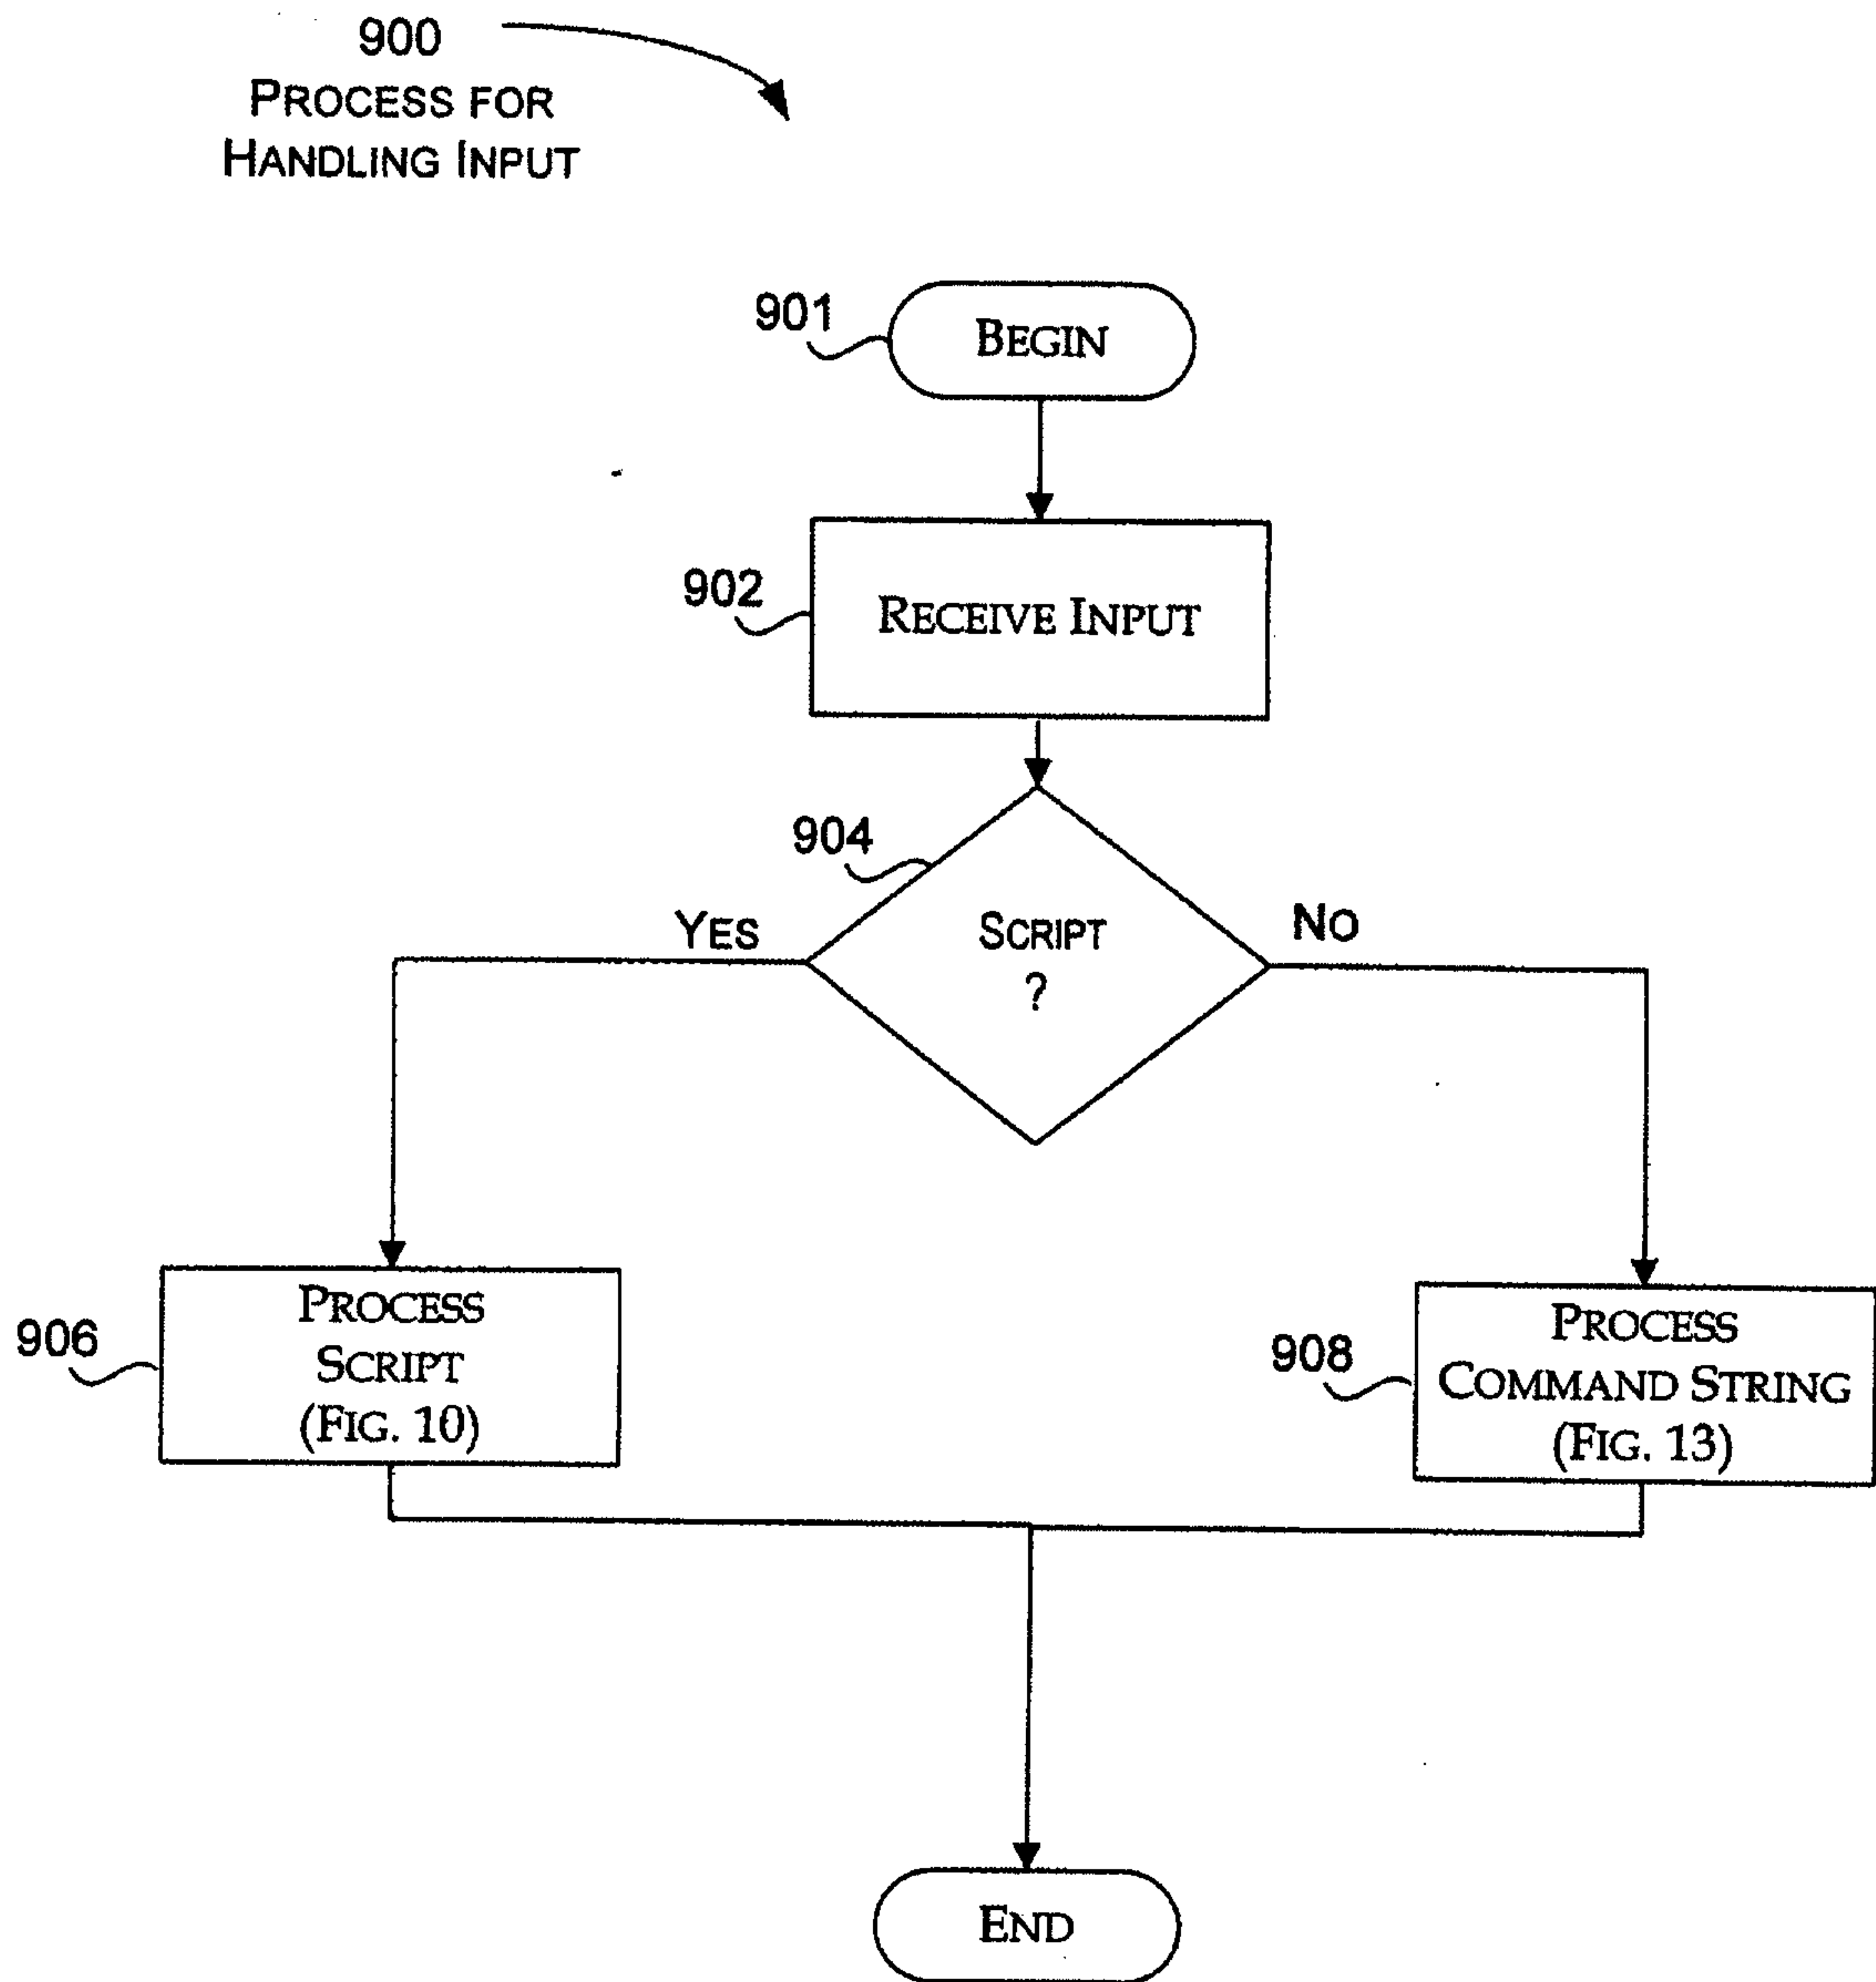 900
PROCESS FOR
HANDLING INPUT
901
BEGIN
902
RECEIVE INPUT
904
YES
SCRIPT
?
NO
906
PROCESS
SCRIPT
(FIG. 10)
908
PROCESS
COMMAND STRING
(FIG. 13)
END